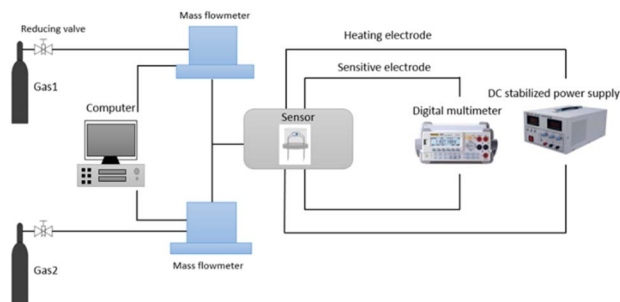 Mass flowmeter
Reducing valve
Heating electrode
Gas1
Sensitive electrode
DC stabilized power supply
Computer
Sensor
Digital multimeter
Gas2
Mass flowmeter